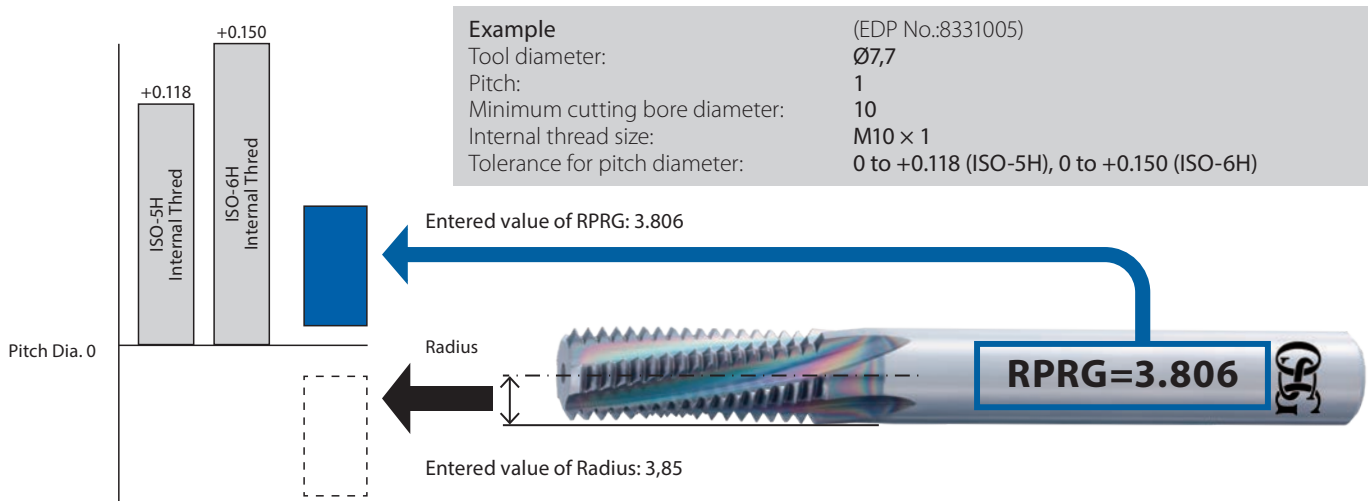 +0.150
+0.118
ISO-5H
Internal Thred
ISO-6H
Internal Thred
Pitch Dia. 0
Example (EDP No.:8331005)
Tool diameter: Ø7,7
Pitch: 1
Minimum cutting bore diameter: 10
Internal thread size: M10 × 1
Tolerance for pitch diameter: 0 to +0.118 (ISO-5H), 0 to +0.150 (ISO-6H)
Entered value of RPRG: 3.806
Radius
RPRG=3.806
OSG
Entered value of Radius: 3,85